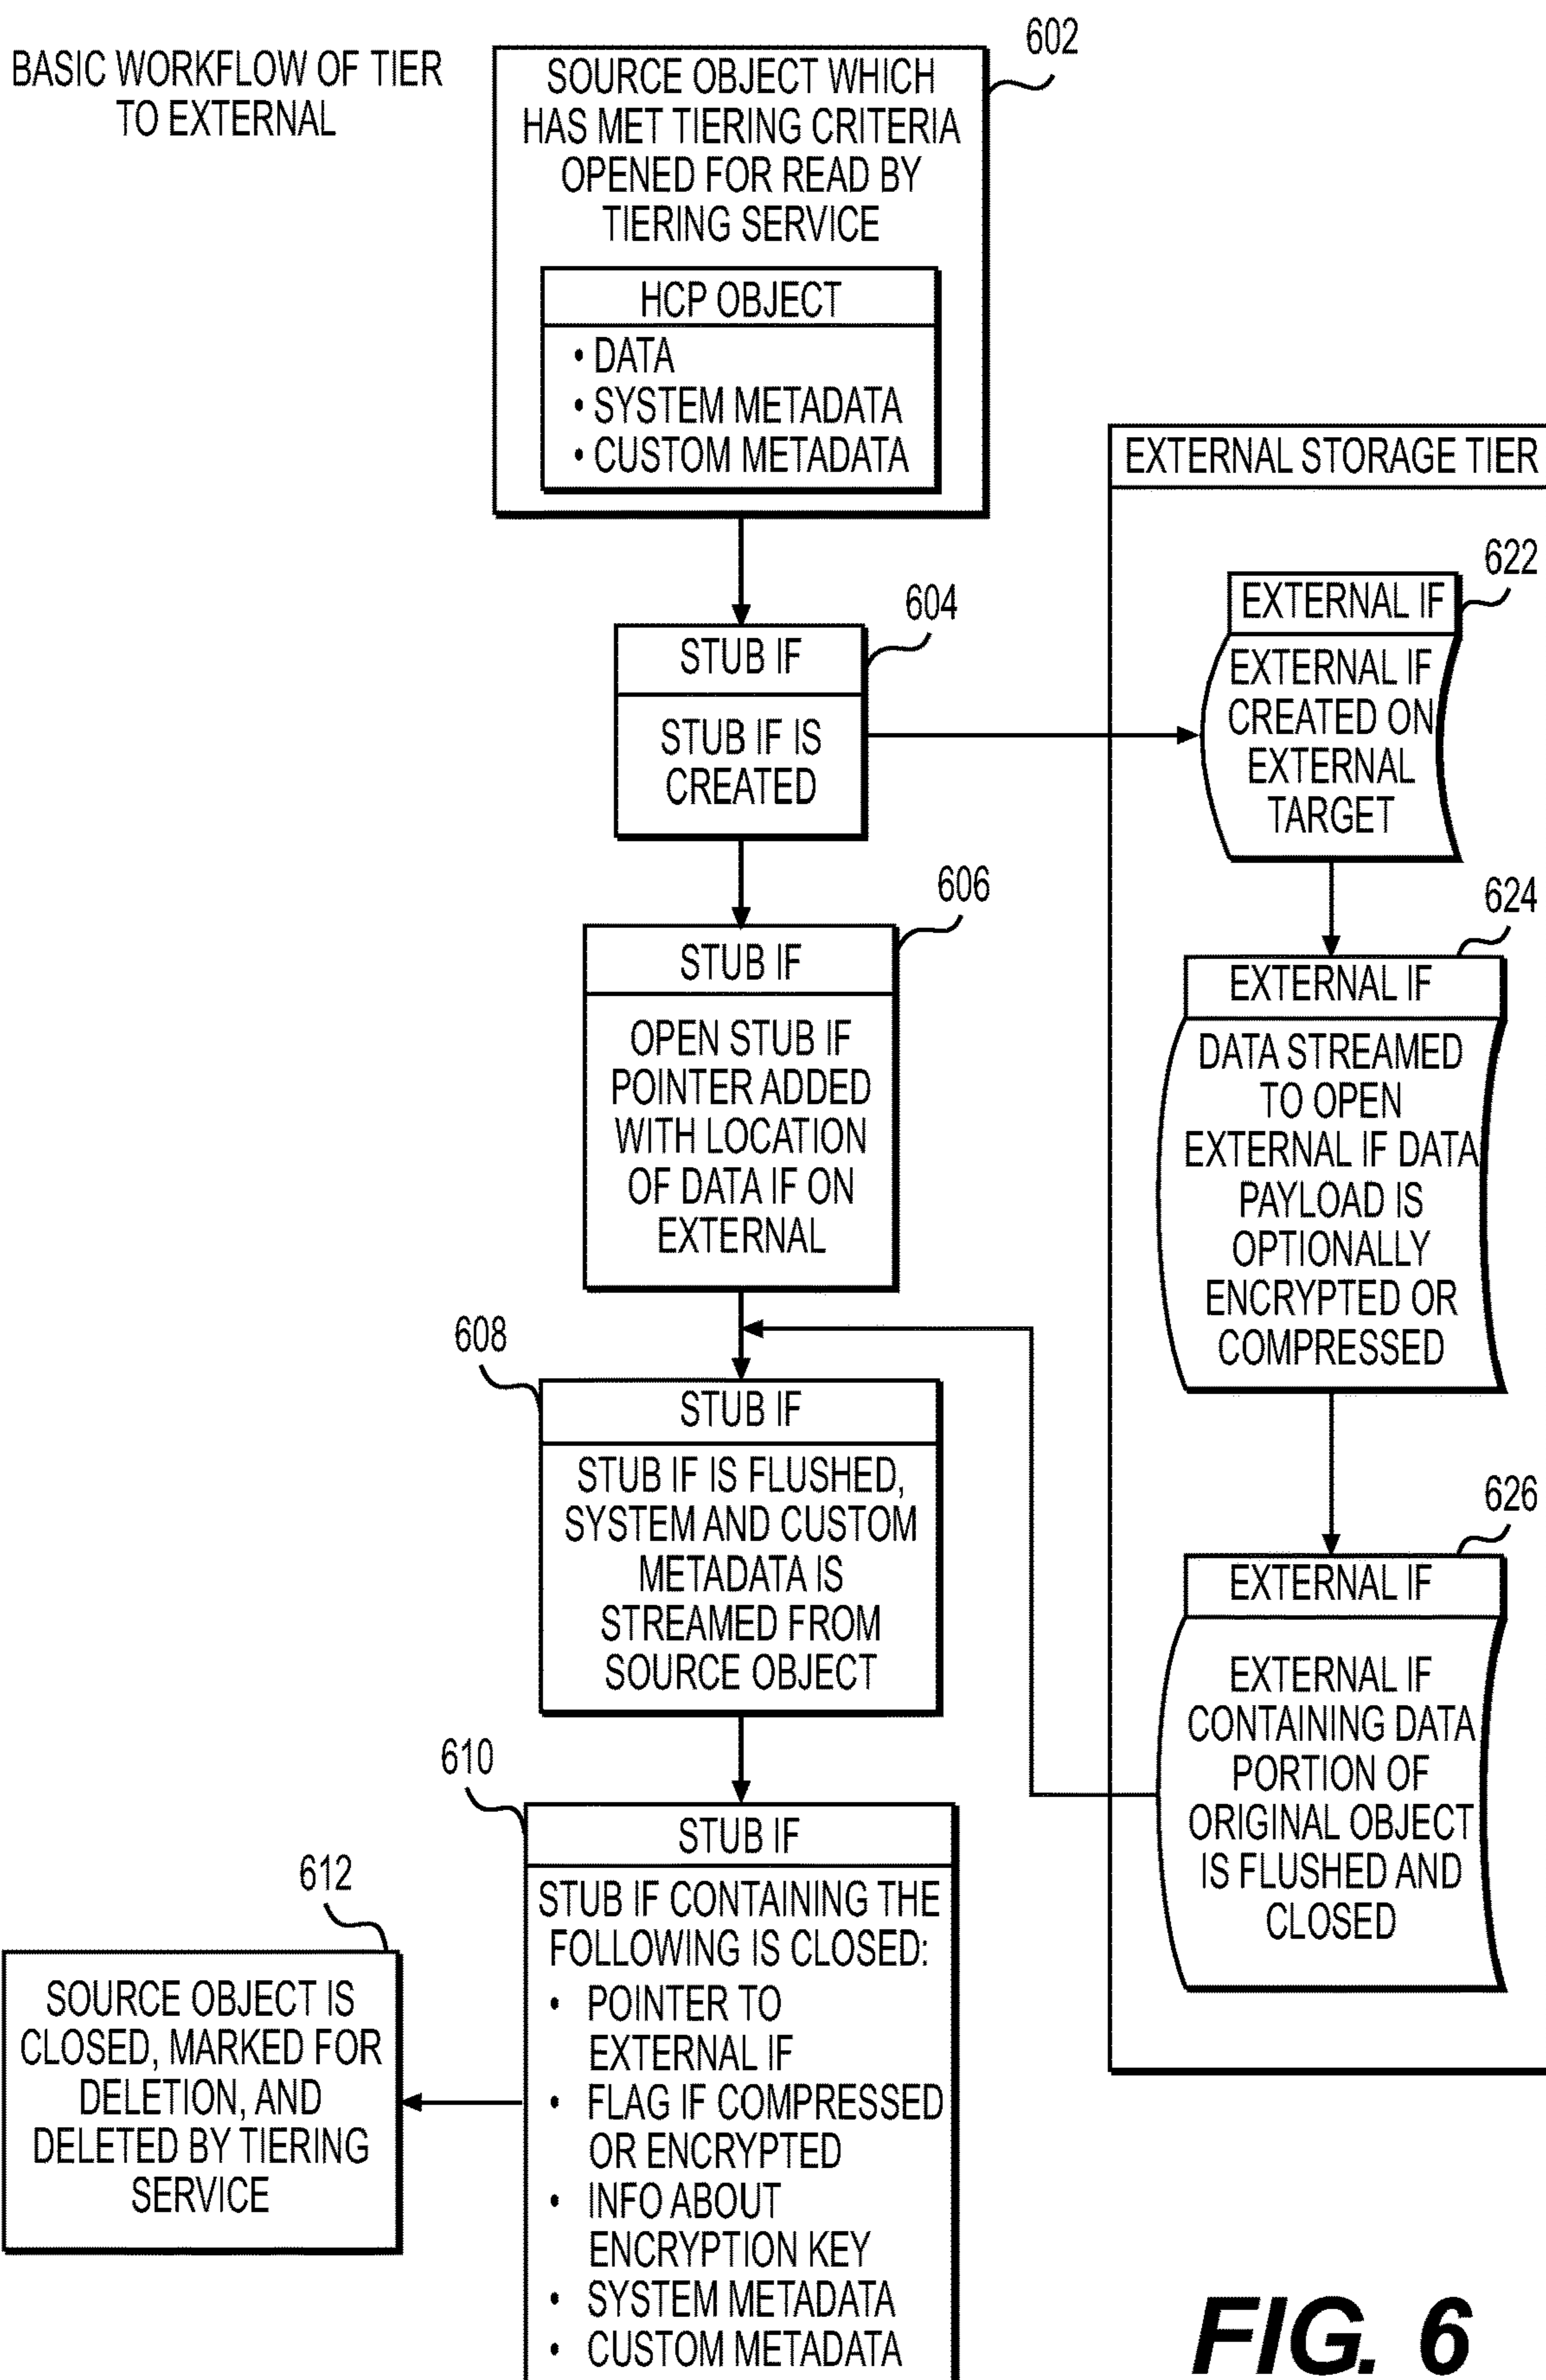 BASIC WORKFLOW OF TIER
TO EXTERNAL
602
SOURCE OBJECT WHICH
HAS MET TIERING CRITERIA
OPENED FOR READ BY
TIERING SERVICE
HCP OBJECT
• DATA
• SYSTEM METADATA
• CUSTOM METADATA
604
STUB IF
STUB IF IS
CREATED
606
STUB IF
OPEN STUB IF
POINTER ADDED
WITH LOCATION
OF DATA IF ON
EXTERNAL
608
STUB IF
STUB IF IS FLUSHED,
SYSTEM AND CUSTOM
METADATA IS
STREAMED FROM
SOURCE OBJECT
610
STUB IF
STUB IF CONTAINING THE
FOLLOWING IS CLOSED:
• POINTER TO
EXTERNAL IF
• FLAG IF COMPRESSED
OR ENCRYPTED
• INFO ABOUT
ENCRYPTION KEY
• SYSTEM METADATA
• CUSTOM METADATA
612
SOURCE OBJECT IS
CLOSED, MARKED FOR
DELETION, AND
DELETED BY TIERING
SERVICE
EXTERNAL STORAGE TIER
622
EXTERNAL IF
EXTERNAL IF
CREATED ON
EXTERNAL
TARGET
624
EXTERNAL IF
DATA STREAMED
TO OPEN
EXTERNAL IF DATA
PAYLOAD IS
OPTIONALLY
ENCRYPTED OR
COMPRESSED
626
EXTERNAL IF
EXTERNAL IF
CONTAINING DATA
PORTION OF
ORIGINAL OBJECT
IS FLUSHED AND
CLOSED
FIG. 6